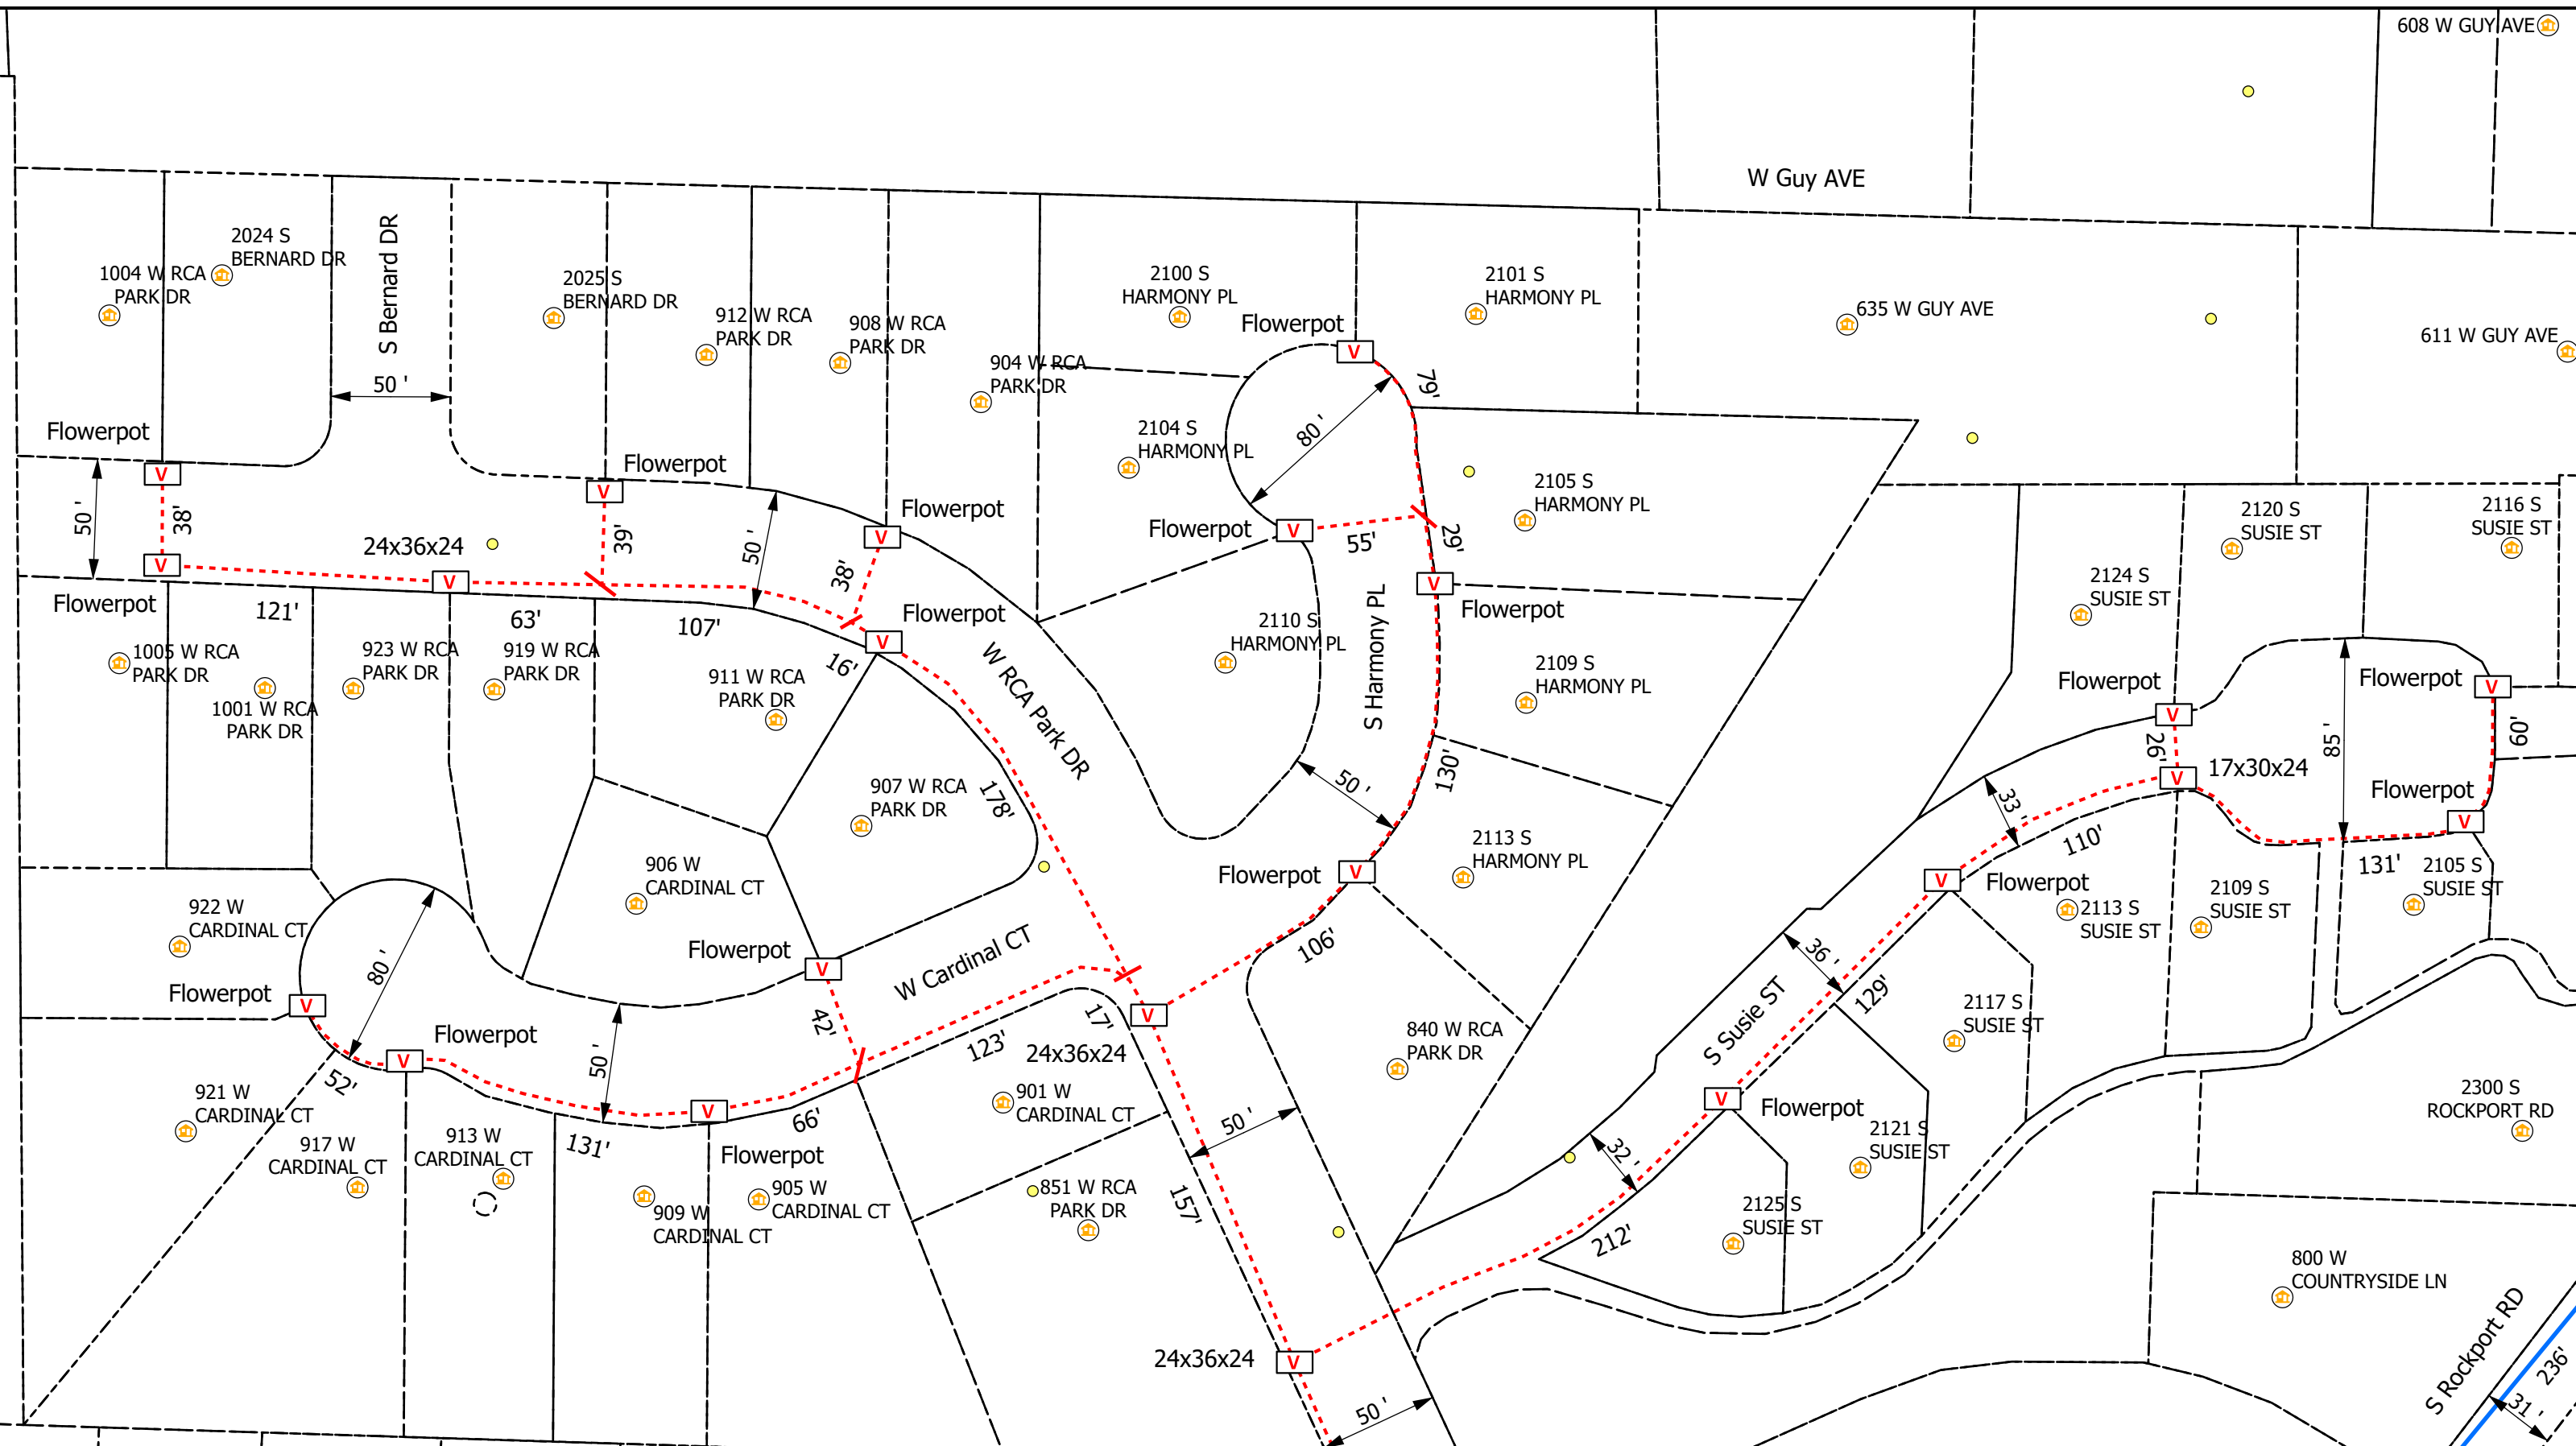 608 W GUY AVE
W Guy AVE
2024 S
BERNARD DR
1004 W RCA
PARK DR
S Bernard DR
2025 S
BERNARD DR
912 W RCA
PARK DR
908 W RCA
PARK DR
904 W RCA
PARK DR
2100 S
HARMONY PL
2101 S
HARMONY PL
635 W GUY AVE
611 W GUY AVE
Flowerpot
V
79'
80 '
50 '
Flowerpot
V
Flowerpot
V
2104 S
HARMONY PL
2105 S
HARMONY PL
50 '
38'
24x36x24
39'
50 '
Flowerpot
V
38'
Flowerpot
V
55'
29'
2120 S
SUSIE ST
2116 S
SUSIE ST
V
Flowerpot
V
121'
63'
107'
16'
Flowerpot
V
V
Flowerpot
2124 S
SUSIE ST
1005 W RCA
PARK DR
1001 W RCA
PARK DR
923 W RCA
PARK DR
919 W RCA
PARK DR
911 W RCA
PARK DR
W RCA Park DR
2110 S
HARMONY PL
S Harmony PL
2109 S
HARMONY PL
Flowerpot
V
Flowerpot
V
26'
17x30x24
V
85 '
60'
Flowerpot
V
907 W RCA
PARK DR
178'
50 '
130'
33 '
110'
131'
906 W
CARDINAL CT
Flowerpot
V
2113 S
HARMONY PL
V
Flowerpot
2113 S
SUSIE ST
2109 S
SUSIE ST
2105 S
SUSIE ST
922 W
CARDINAL CT
80 '
Flowerpot
V
W Cardinal CT
106'
36 '
129'
Flowerpot
V
Flowerpot
V
50 '
42'
123'
17'
V
24x36x24
840 W RCA
PARK DR
S Susie ST
2117 S
SUSIE ST
52'
131'
V
66'
Flowerpot
901 W
CARDINAL CT
50 '
V
Flowerpot
921 W
CARDINAL CT
917 W
CARDINAL CT
913 W
CARDINAL CT
909 W
CARDINAL CT
905 W
CARDINAL CT
851 W RCA
PARK DR
157'
32 '
212'
2121 S
SUSIE ST
2125 S
SUSIE ST
2300 S
ROCKPORT RD
800 W
COUNTRYSIDE LN
24x36x24
V
50 '
S Rockport RD
236'
31 '